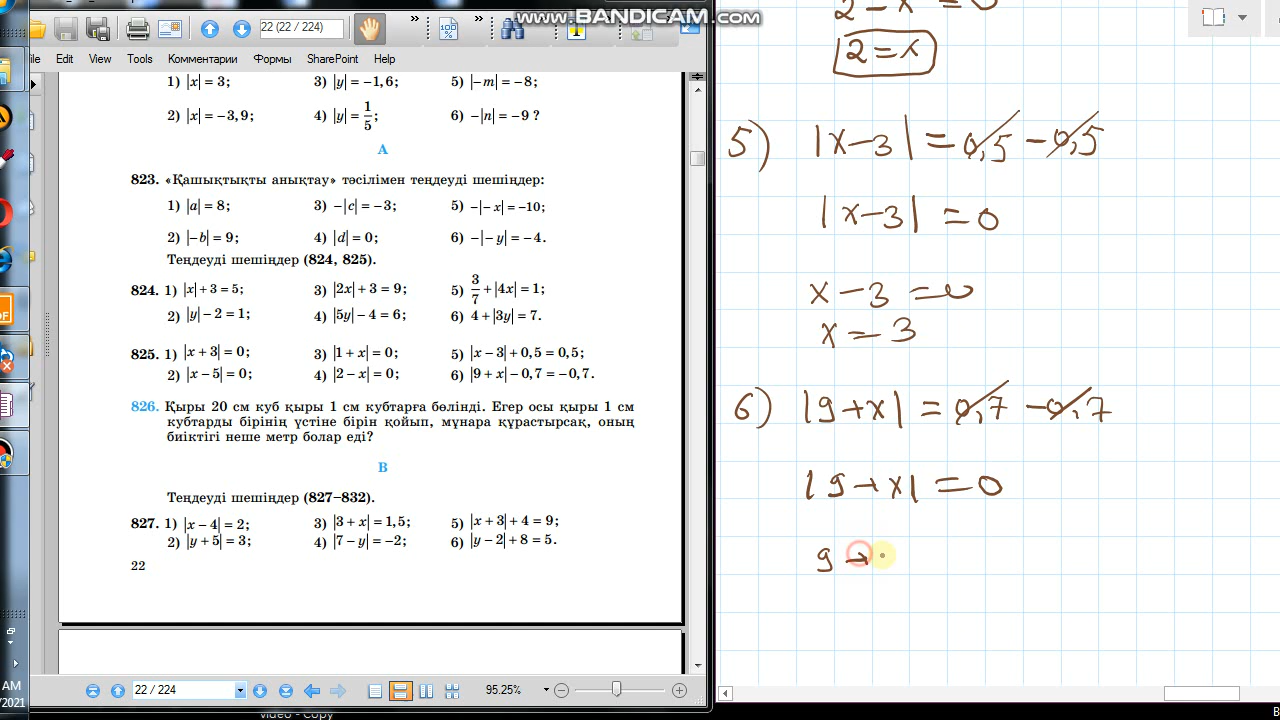 www.BANDICAM.com
22 (22 / 224)
File Edit View Tools Комментарии Формы SharePoint Help
1) |x| = 3; 3) |y| = −1,6; 5) |−m| = −8;
2) |x| = −3,9; 4) |y| = 1/5; 6) −|n| = −9 ?
A
823. «Қашықтықты анықтау» тәсілімен теңдеуді шешіңдер:
1) |a| = 8; 3) −|c| = −3; 5) −|−x| = −10;
2) |−b| = 9; 4) |d| = 0; 6) −|−y| = −4.
Теңдеуді шешіңдер (824, 825).
824. 1) |x| + 3 = 5; 3) |2x| + 3 = 9; 5) 3/7 + |4x| = 1;
2) |y| − 2 = 1; 4) |5y| − 4 = 6; 6) 4 + |3y| = 7.
825. 1) |x + 3| = 0; 3) |1 + x| = 0; 5) |x − 3| + 0,5 = 0,5;
2) |x − 5| = 0; 4) |2 − x| = 0; 6) |9 + x| − 0,7 = −0,7.
826. Қыры 20 см куб қыры 1 см кубтарға бөлінді. Егер осы қыры 1 см
кубтарды бірінің үстіне бірін қойып, мұнара құрастырсақ, оның
биіктігі неше метр болар еді?
B
Теңдеуді шешіңдер (827−832).
827. 1) |x − 4| = 2; 3) |3 + x| = 1,5; 5) |x + 3| + 4 = 9;
2) |y + 5| = 3; 4) |7 − y| = −2; 6) |y − 2| + 8 = 5.
22
22 / 224
95.25%
AM
2021
video - Copy
2 − x = 0
2 = x
5) |x − 3| = 0,5 − 0,5
|x − 3| = 0
x − 3 = 0
x = 3
6) |9 + x| = 0,7 − 0,7
|9 + x| = 0
9 +